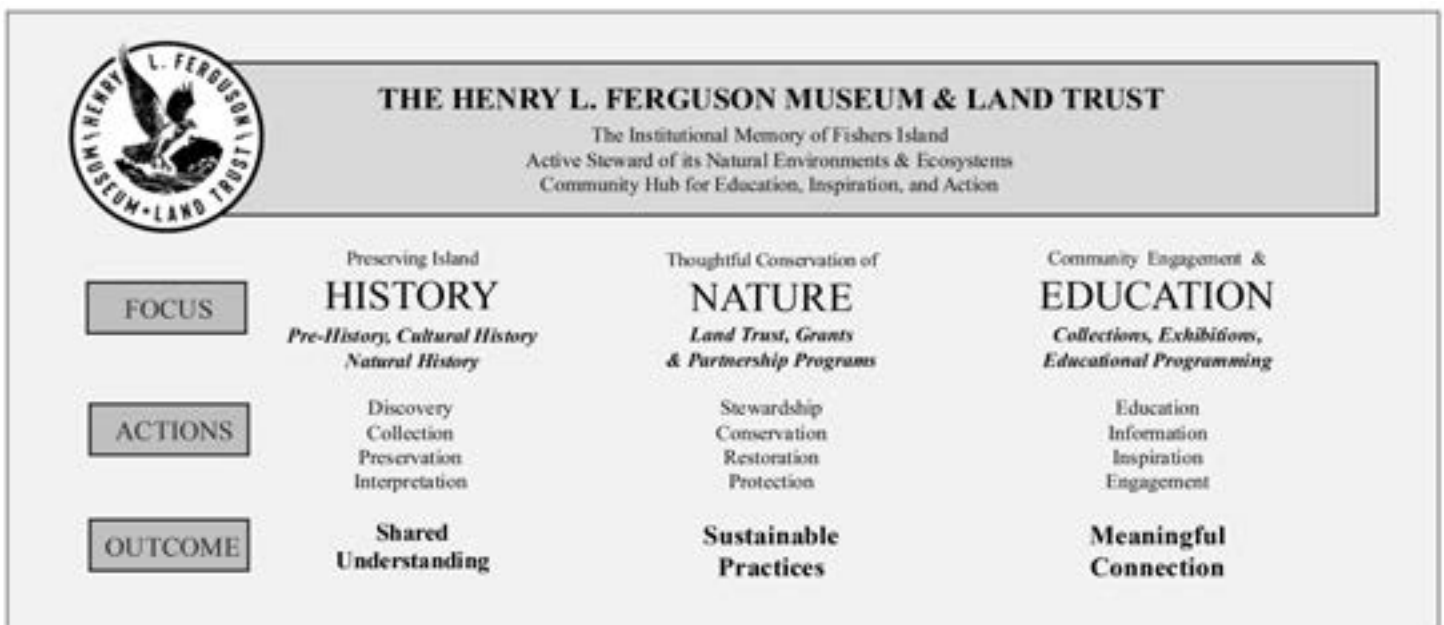 HENRY L. FERGUSON
MUSEUM • LAND TRUST
THE HENRY L. FERGUSON MUSEUM & LAND TRUST
The Institutional Memory of Fishers Island
Active Steward of its Natural Environments & Ecosystems
Community Hub for Education, Inspiration, and Action
FOCUS
Preserving Island
HISTORY
Pre-History, Cultural History
Natural History
Thoughtful Conservation of
NATURE
Land Trust, Grants
& Partnership Programs
Community Engagement &
EDUCATION
Collections, Exhibitions,
Educational Programming
ACTIONS
Discovery
Collection
Preservation
Interpretation
Stewardship
Conservation
Restoration
Protection
Education
Information
Inspiration
Engagement
OUTCOME
Shared
Understanding
Sustainable
Practices
Meaningful
Connection